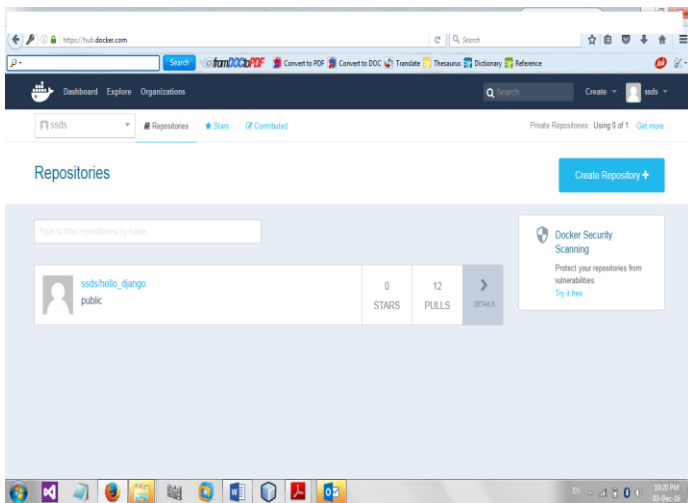 https://hub.docker.com
Search
Search
fromDOCtoPDF
Convert to PDF
Convert to DOC
Translate
Thesaurus
Dictionary
Reference
Dashboard Explore Organizations
Search
Create
ssds
ssds
Repositories
Stars
Contributed
Private Repositories: Using 0 of 1 Get more
Repositories
Create Repository +
Type to filter repositories by name
Docker Security
Scanning
Protect your repositories from
vulnerabilities.
Try it free
ssds/hello_django
public
0
STARS
12
PULLS
DETAILS
EN
10:20 PM
03-Dec-16